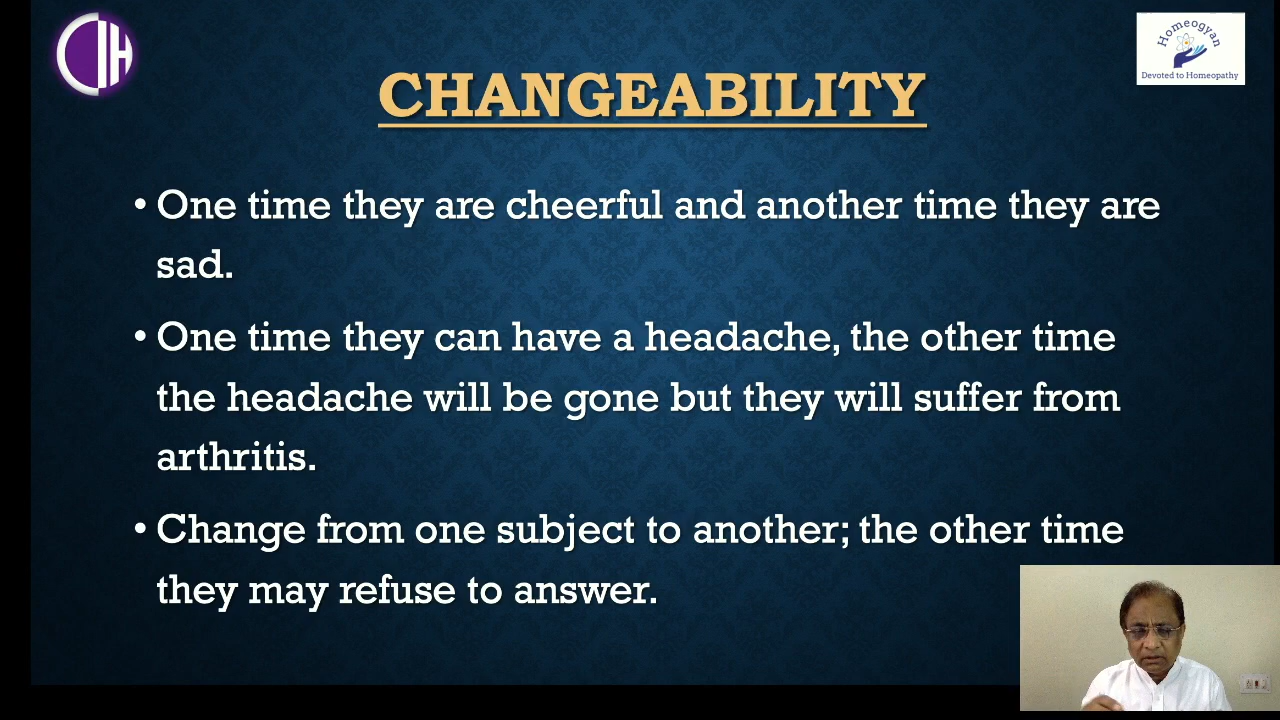 CIH
Homeogyan
Devoted to Homeopathy
CHANGEABILITY
• One time they are cheerful and another time they are
sad.
• One time they can have a headache, the other time
the headache will be gone but they will suffer from
arthritis.
• Change from one subject to another; the other time
they may refuse to answer.